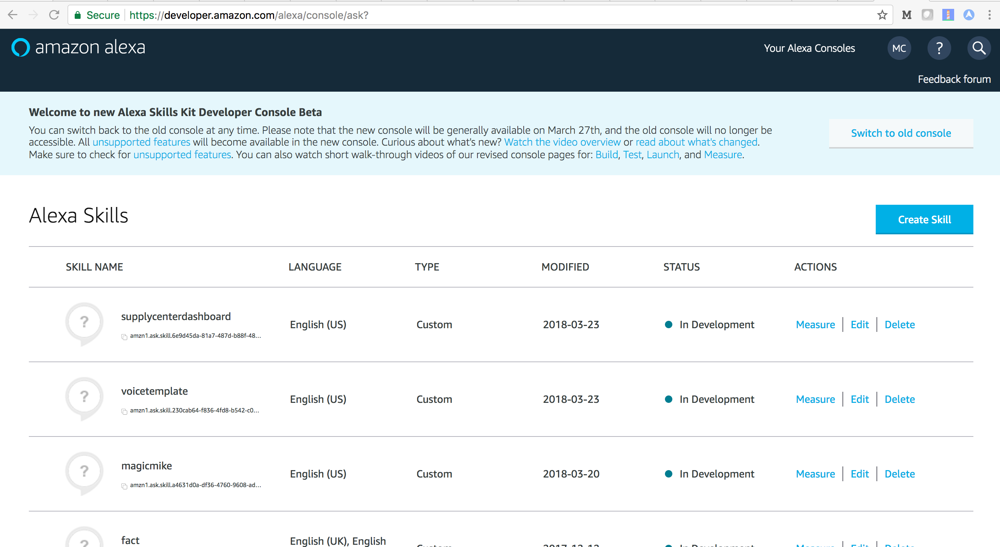 Secure https://developer.amazon.com/alexa/console/ask?
M
amazon alexa
Your Alexa Consoles MC ?
Feedback forum
Welcome to new Alexa Skills Kit Developer Console Beta
You can switch back to the old console at any time. Please note that the new console will be generally available on March 27th, and the old console will no longer be
accessible. All unsupported features will become available in the new console. Curious about what's new? Watch the video overview or read about what's changed.
Make sure to check for unsupported features. You can also watch short walk-through videos of our revised console pages for: Build, Test, Launch, and Measure.
Switch to old console
Alexa Skills
Create Skill
SKILL NAME LANGUAGE TYPE MODIFIED STATUS ACTIONS
?
supplycenterdashboard
amzn1.ask.skill.6e9d45da-81a7-487d-b88f-48...
English (US) Custom 2018-03-23 In Development Measure Edit Delete
?
voicetemplate
amzn1.ask.skill.230cab64-f836-4fd8-b542-c0...
English (US) Custom 2018-03-23 In Development Measure Edit Delete
?
magicmike
amzn1.ask.skill.a4631d0a-df36-4760-9608-ad...
English (US) Custom 2018-03-20 In Development Measure Edit Delete
?
fact
English (UK), English
Custom 2017-12-12 In Development Measure Edit Delete